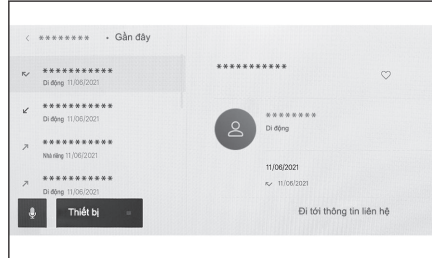 ******** • Gần đây
***********
Di động 11/06/2021
***********
Di động 11/06/2021
***********
Nhà riêng 11/06/2021
***********
Di động 11/06/2021
Thiết bị
***********
********
Di động
11/06/2021
11/06/2021
Đi tới thông tin liên hệ